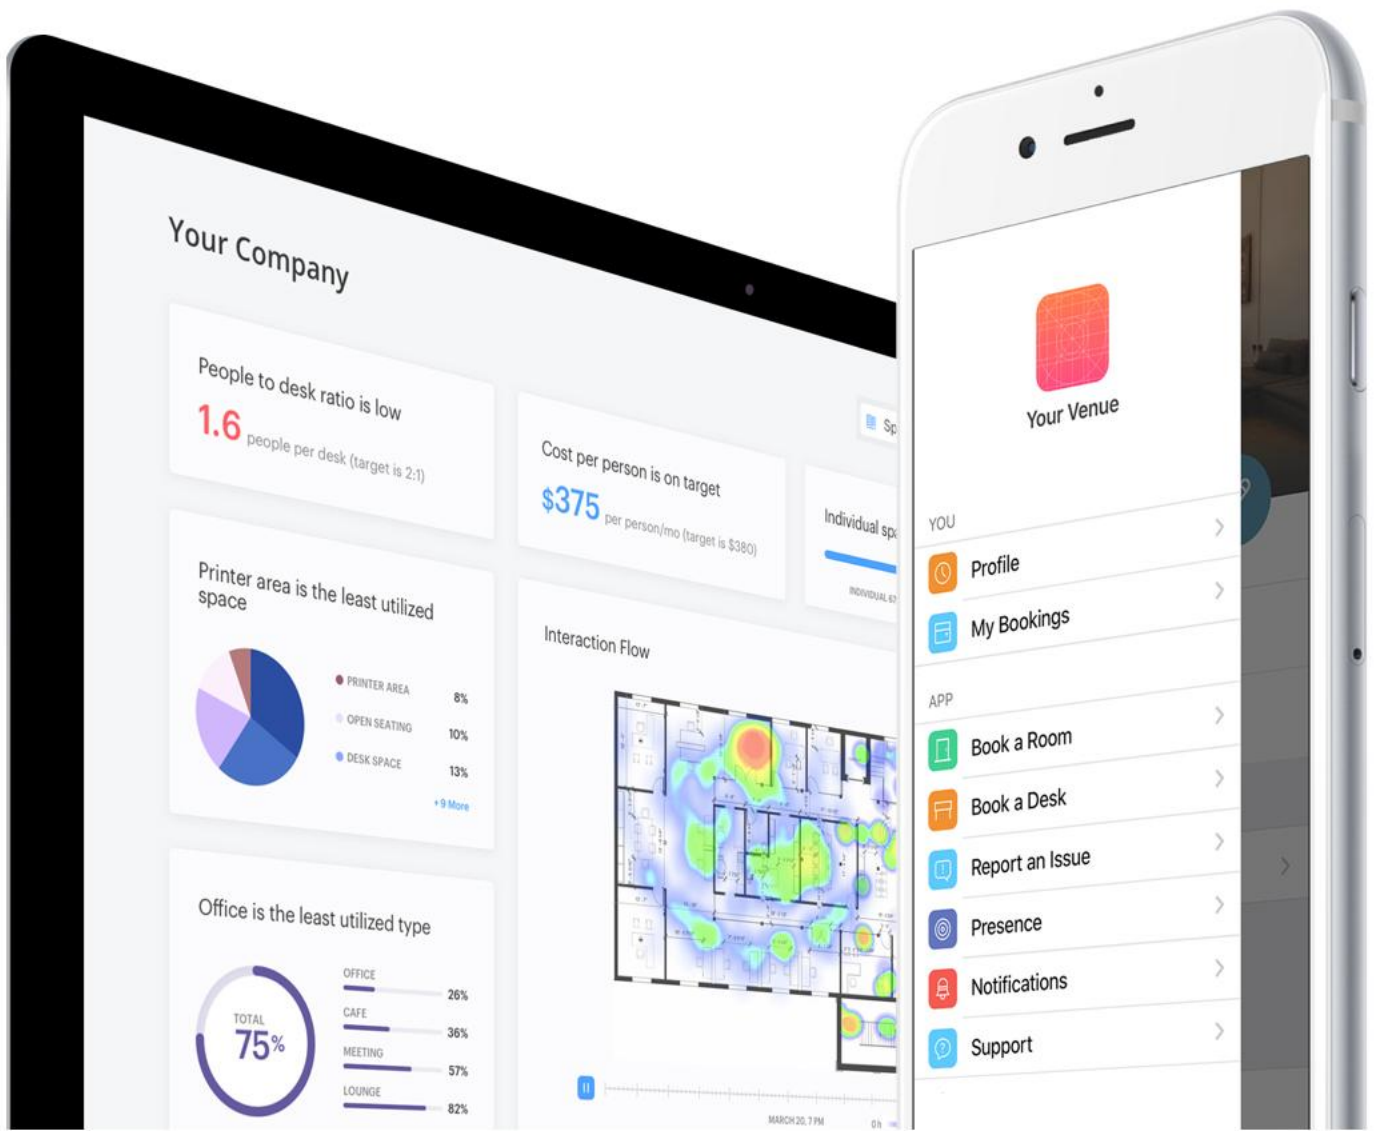 Your Company
People to desk ratio is low
1.6 people per desk (target is 2:1)
Cost per person is on target
$375 per person/mo (target is $380)
Individual
Printer area is the least utilized
space
PRINTER AREA 8%
OPEN SEATING 10%
DESK SPACE 13%
+ 9 More
Interaction Flow
Office is the least utilized type
TOTAL
75%
OFFICE
26%
CAFE
36%
MEETING
57%
LOUNGE
82%
MARCH 20, 7 PM
0 h
Your Venue
YOU
Profile
My Bookings
APP
Book a Room
Book a Desk
Report an Issue
Presence
Notifications
Support